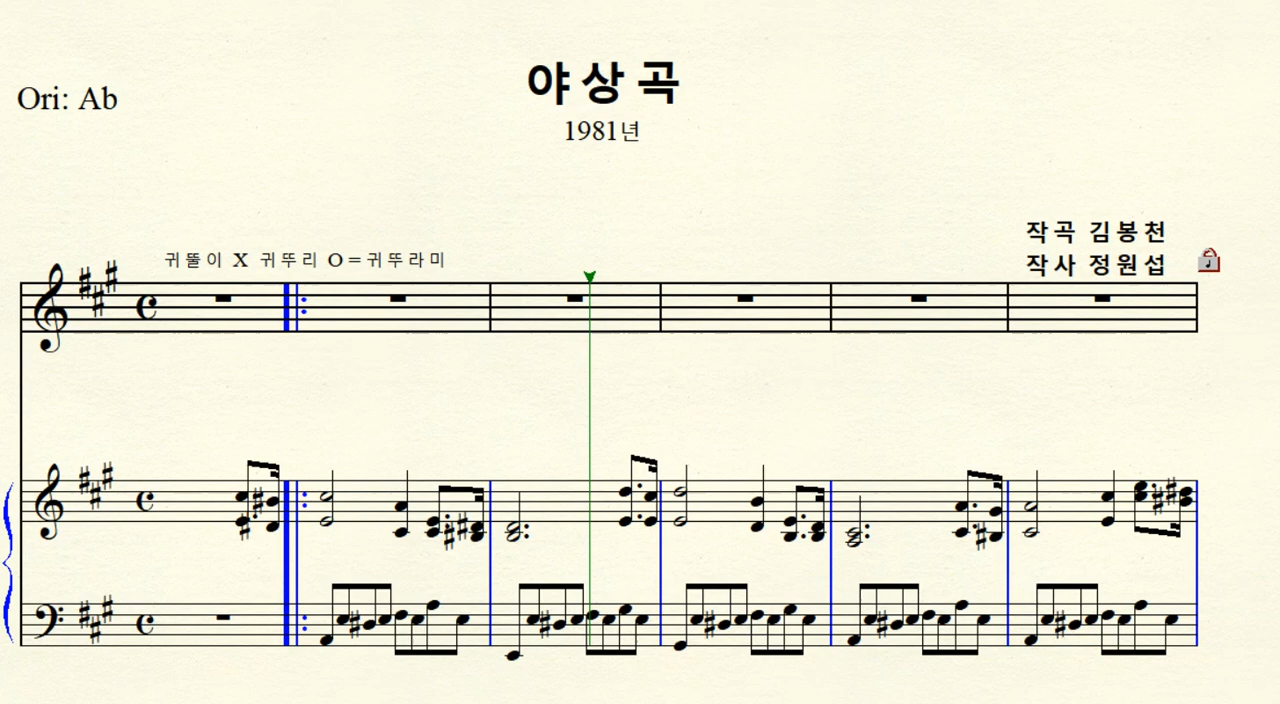 야상곡
Ori: Ab
1981년
작곡 김봉천
작사 정원섭
귀뚤이 X 귀뚜리 O=귀뚜라미